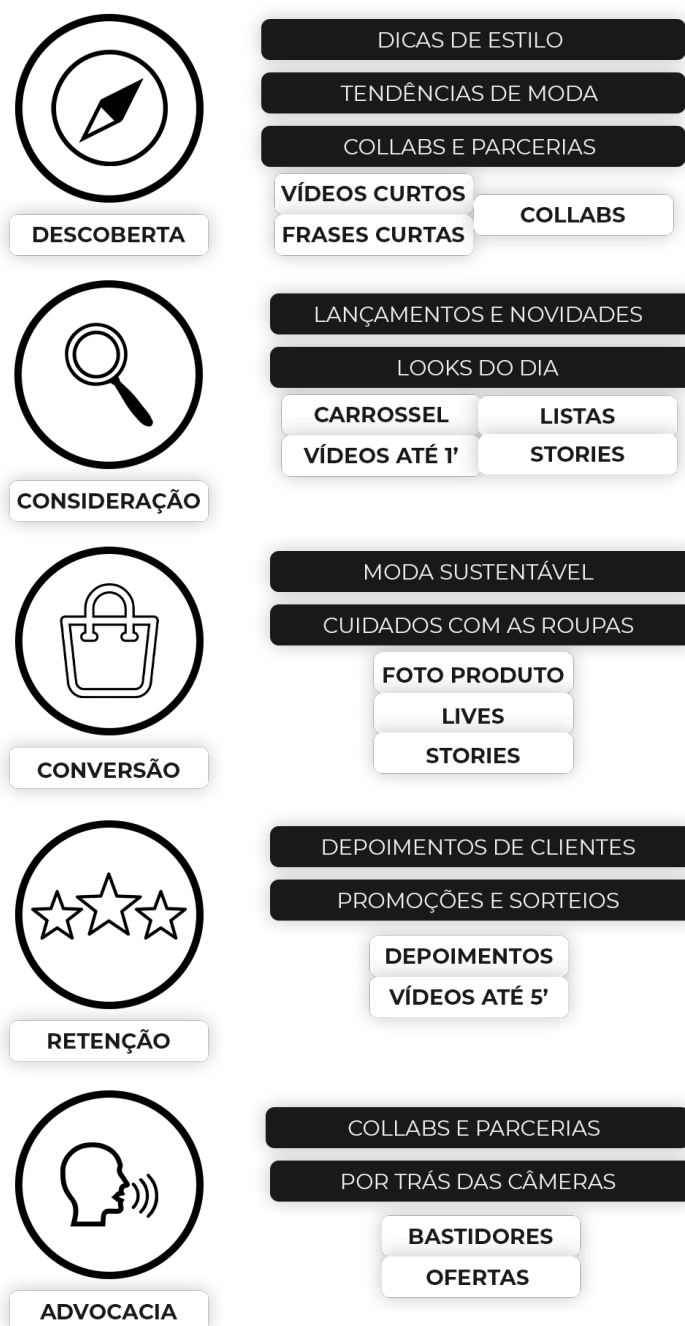 DESCOBERTA
DICAS DE ESTILO
TENDÊNCIAS DE MODA
COLLABS E PARCERIAS
VÍDEOS CURTOS
FRASES CURTAS
COLLABS
CONSIDERAÇÃO
LANÇAMENTOS E NOVIDADES
LOOKS DO DIA
CARROSSEL
LISTAS
VÍDEOS ATÉ 1’
STORIES
CONVERSÃO
MODA SUSTENTÁVEL
CUIDADOS COM AS ROUPAS
FOTO PRODUTO
LIVES
STORIES
RETENÇÃO
DEPOIMENTOS DE CLIENTES
PROMOÇÕES E SORTEIOS
DEPOIMENTOS
VÍDEOS ATÉ 5’
ADVOCACIA
COLLABS E PARCERIAS
POR TRÁS DAS CÂMERAS
BASTIDORES
OFERTAS